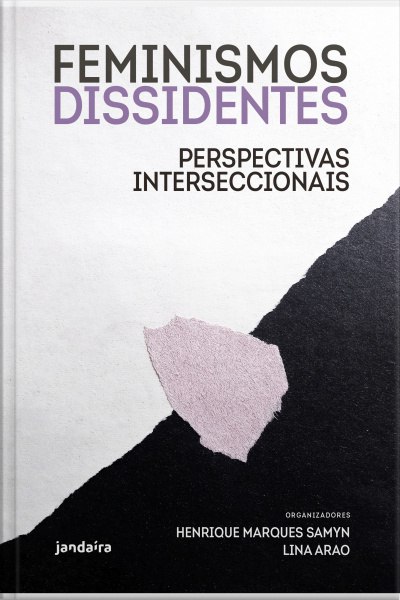 FEMINISMOS
DISSIDENTES
PERSPECTIVAS
INTERSECCIONAIS
ORGANIZADORES
HENRIQUE MARQUES SAMYN
LINA ARAO
jandaíra